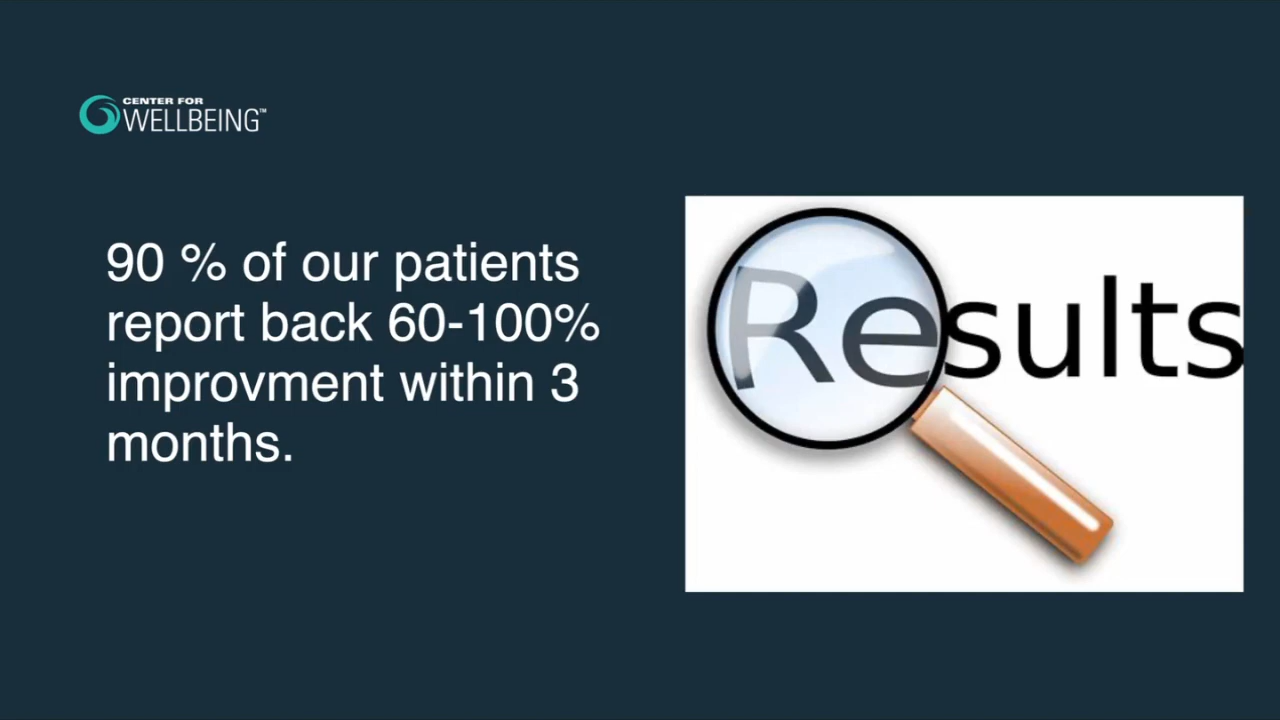 CENTER FOR
WELLBEING™
90 % of our patients
report back 60-100%
improvment within 3
months.
Results